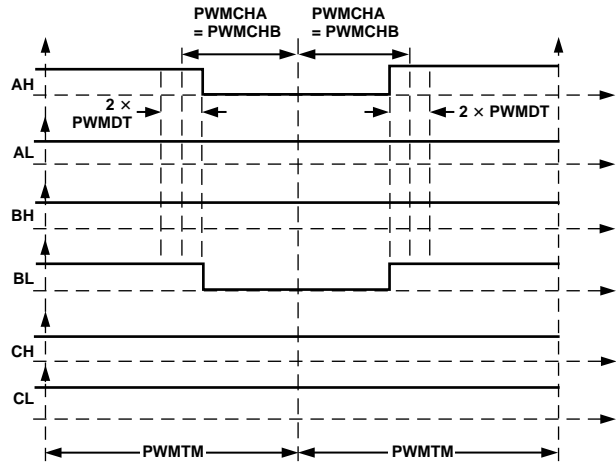 PWMCHA
= PWMCHB
PWMCHA
= PWMCHB
AH
2 ×
PWMDT
2 × PWMDT
AL
BH
BL
CH
CL
PWMTM
PWMTM